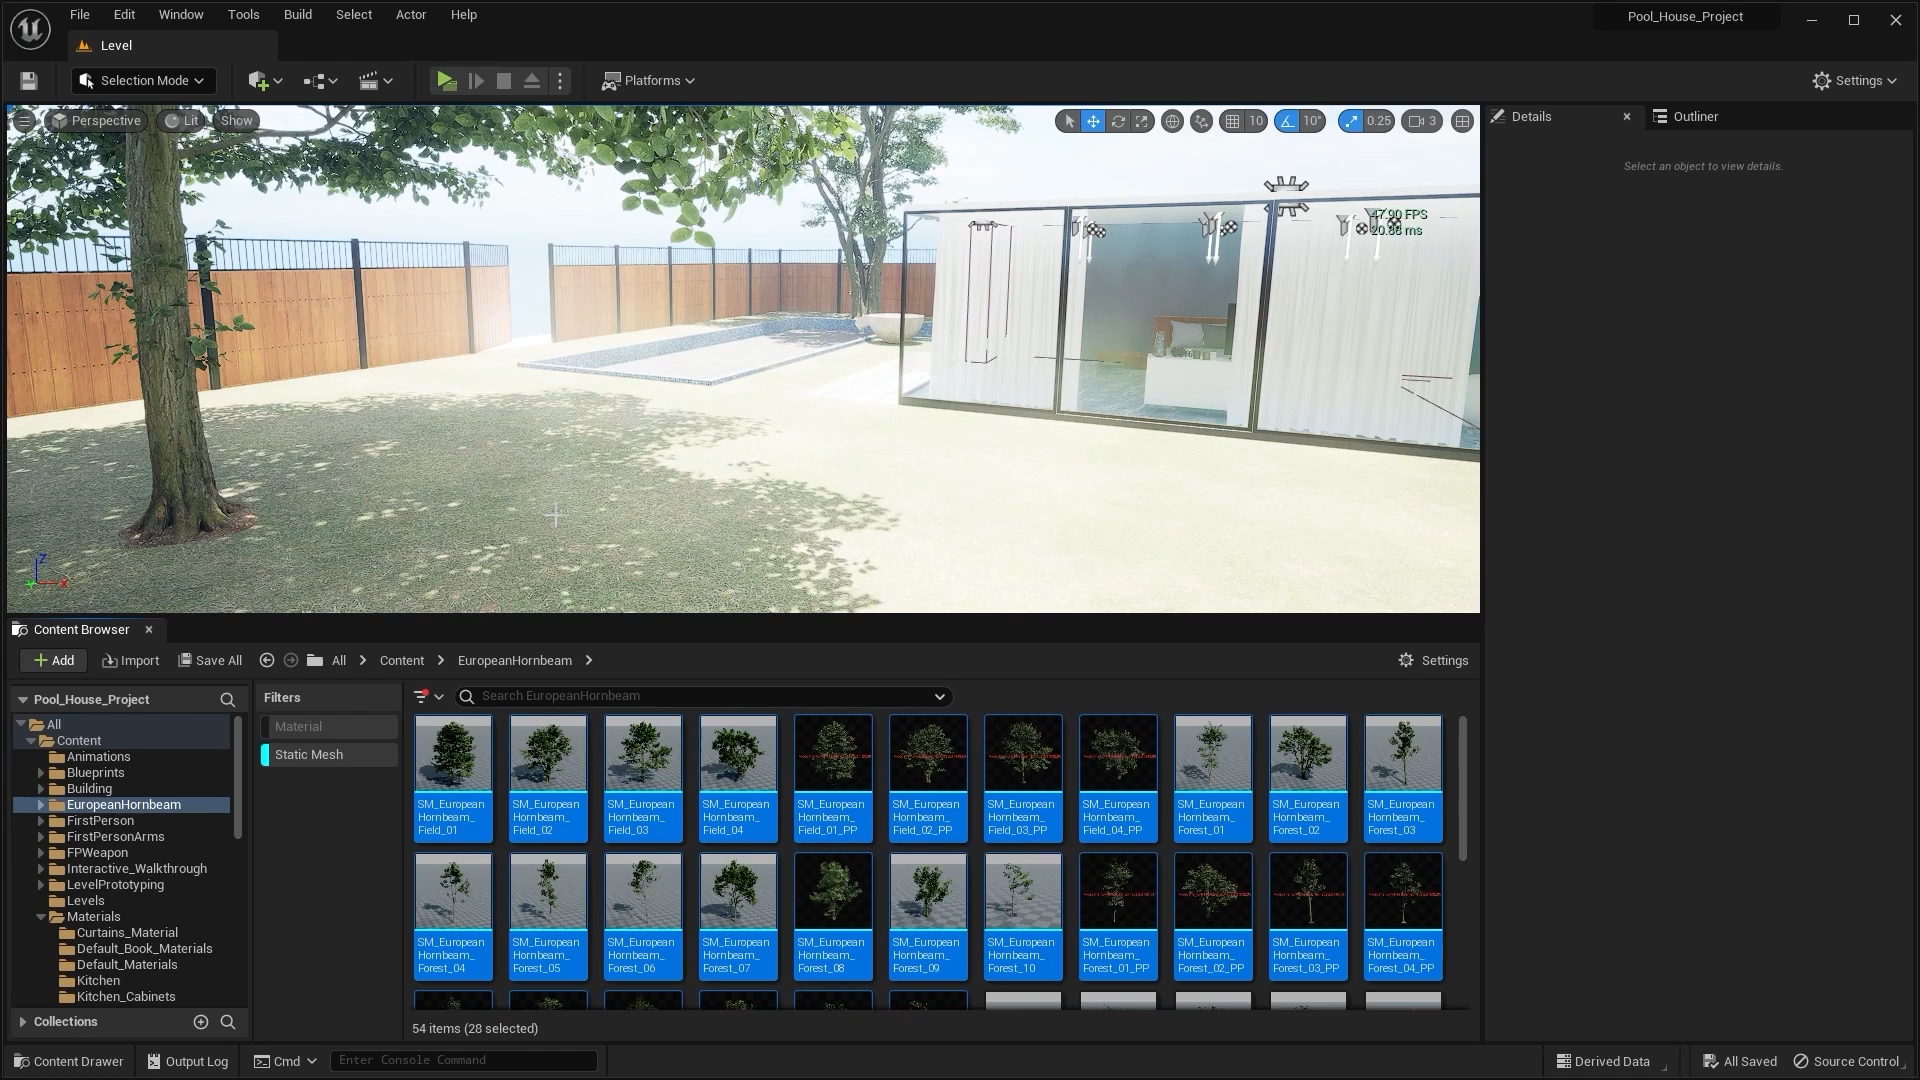 File Edit Window Tools Build Select Actor Help
Pool_House_Project
Level
Selection Mode
Platforms
Settings
Perspective Lit Show
10 10° 0.25 3
Details
Outliner
Select an object to view details.
47.90 FPS
20.88 ms
Z
X
Content Browser
Add Import Save All All Content EuropeanHornbeam Settings
Pool_House_Project
All
Content
Animations
Blueprints
Building
EuropeanHornbeam
FirstPerson
FirstPersonArms
FPWeapon
Interactive_Walkthrough
LevelPrototyping
Levels
Materials
Curtains_Material
Default_Book_Materials
Default_Materials
Kitchen
Kitchen_Cabinets
Collections
Filters
Material
Static Mesh
Search EuropeanHornbeam
SM_European SM_European SM_European SM_European SM_European SM_European SM_European SM_European SM_European SM_European SM_European
Hornbeam_ Hornbeam_ Hornbeam_ Hornbeam_ Hornbeam_ Hornbeam_ Hornbeam_ Hornbeam_ Hornbeam_ Hornbeam_ Hornbeam_
Field_01 Field_02 Field_03 Field_04 Field_01_PP Field_02_PP Field_03_PP Field_04_PP Forest_01 Forest_02 Forest_03
SM_European SM_European SM_European SM_European SM_European SM_European SM_European SM_European SM_European SM_European SM_European
Hornbeam_ Hornbeam_ Hornbeam_ Hornbeam_ Hornbeam_ Hornbeam_ Hornbeam_ Hornbeam_ Hornbeam_ Hornbeam_ Hornbeam_
Forest_04 Forest_05 Forest_06 Forest_07 Forest_08 Forest_09 Forest_10 Forest_01_PP Forest_02_PP Forest_03_PP Forest_04_PP
54 items (28 selected)
Content Drawer Output Log Cmd Enter Console Command Derived Data All Saved Source Control